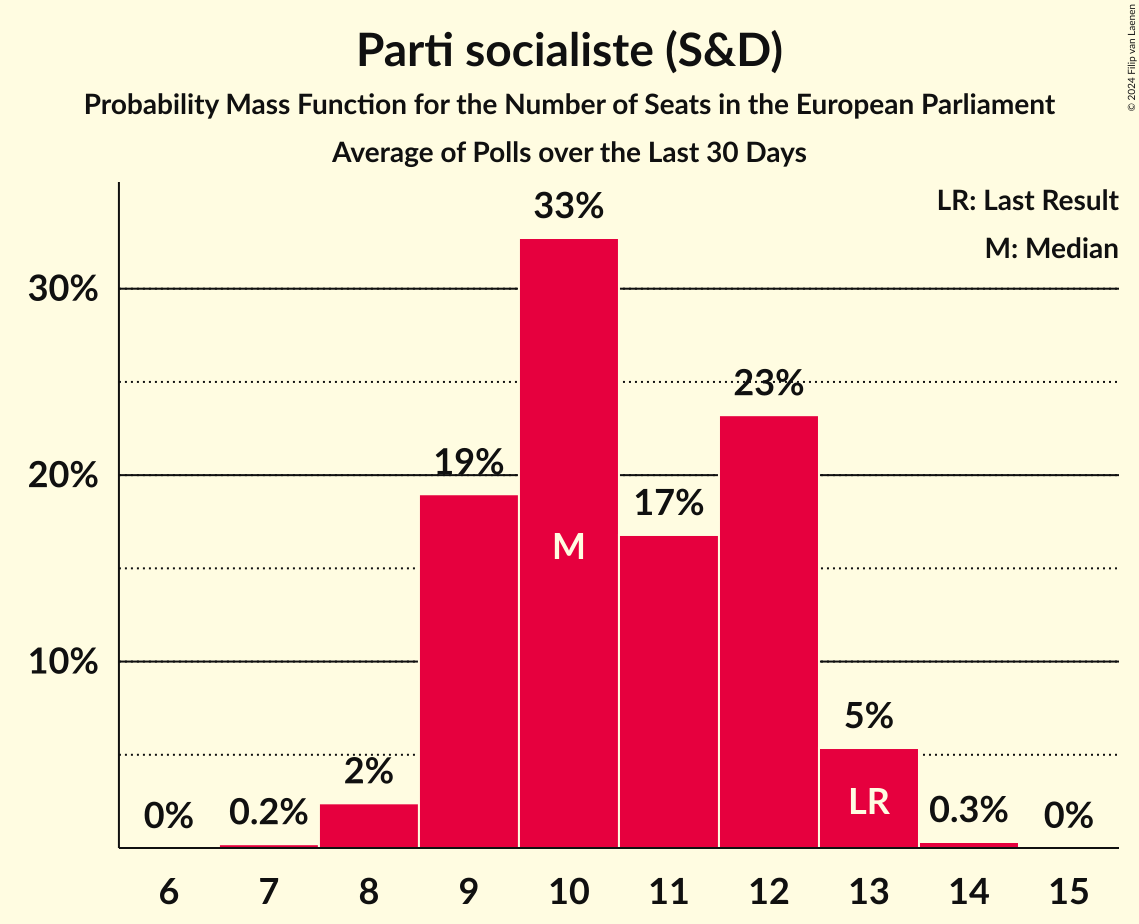 Parti socialiste (S&D)
Probability Mass Function for the Number of Seats in the European Parliament
Average of Polls over the Last 30 Days
© 2024 Filip van Laenen
LR: Last Result
M: Median
33%
30%
23%
20%
19%
17%
M
10%
5%
2%
LR
0%
0.2%
0.3%
0%
6 7 8 9 10 11 12 13 14 15